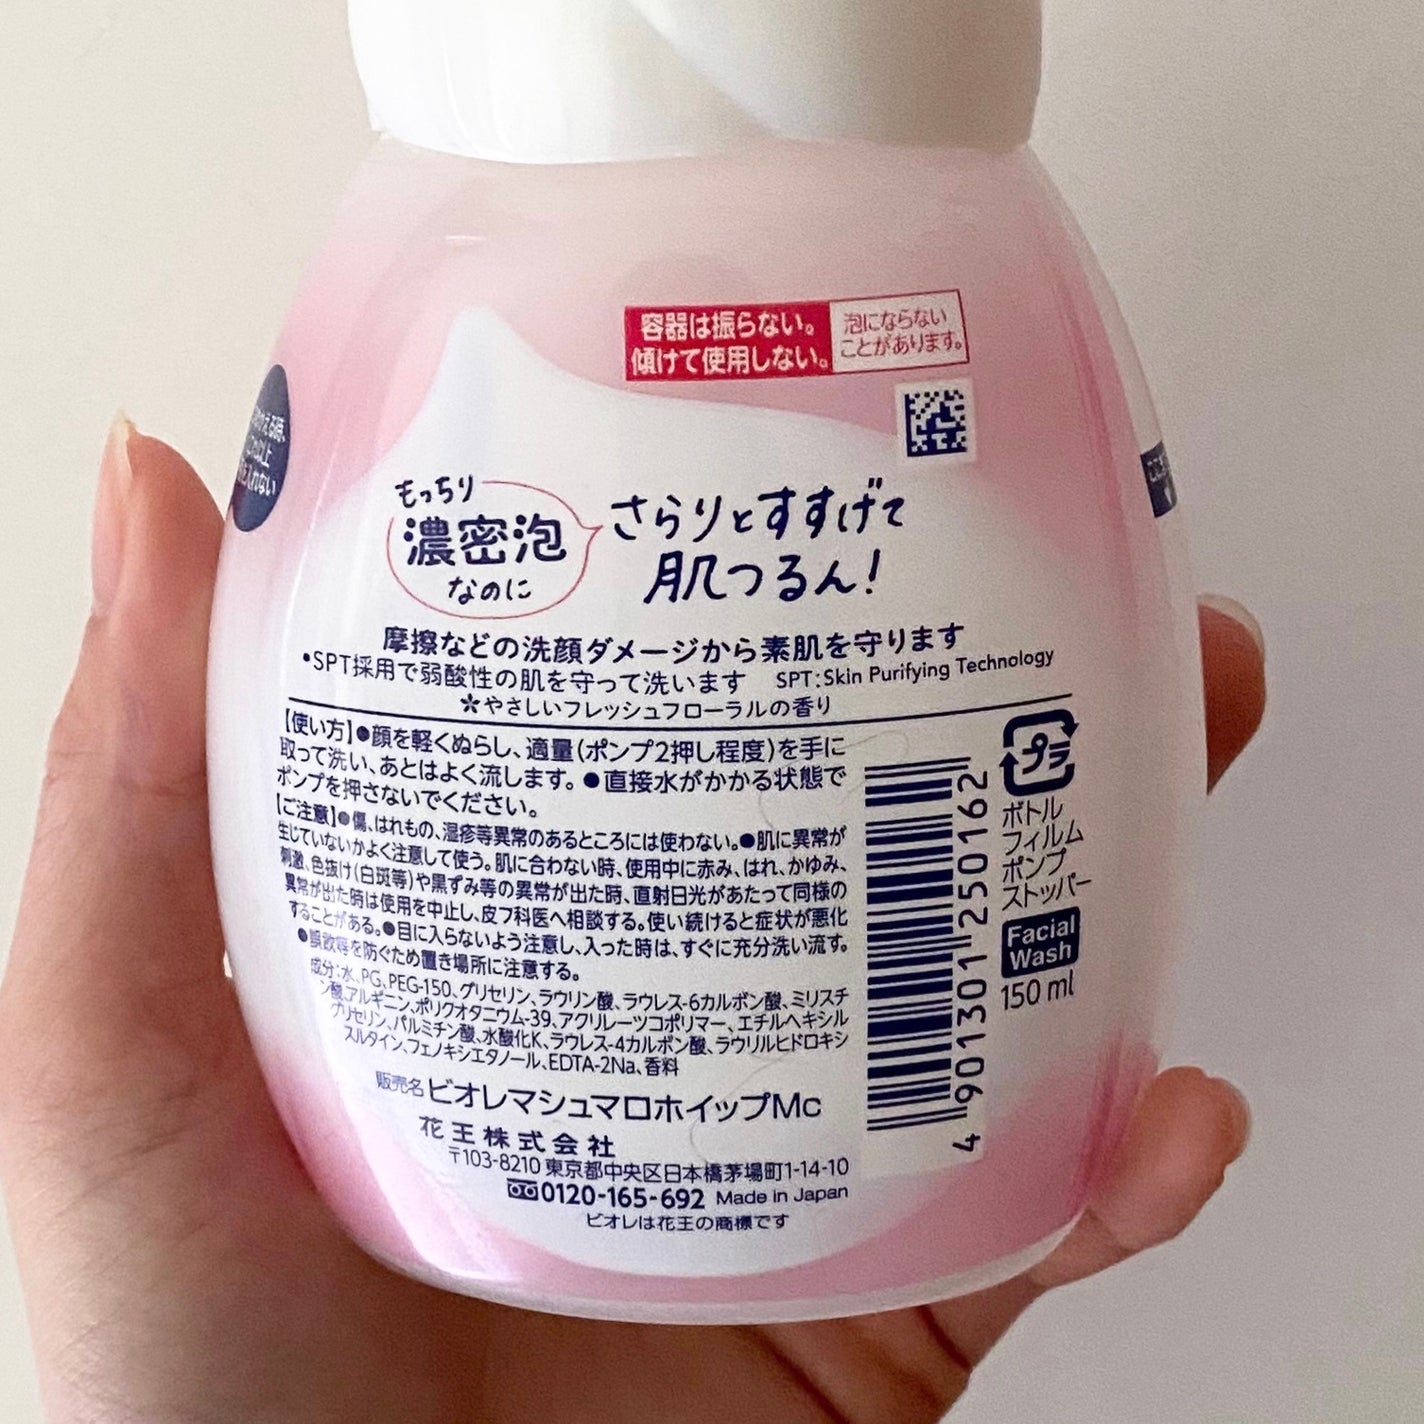 容器は振らない。
傾けて使用しない。
泡にならない
ことがあります。
もっちり
濃密泡
なのに
さらりとすすげて
肌つるん!
摩擦などの洗顔ダメージから素肌を守ります
•SPT採用で弱酸性の肌を守って洗います SPT:Skin Purifying Technology
✽やさしいフレッシュフローラルの香り
【使い方】●顔を軽くぬらし、適量(ポンプ2押し程度)を手に
取って洗い、あとはよく流します。●直接水がかかる状態で
ポンプを押さないでください。
【ご注意】●傷、はれもの、湿疹等異常のあるところには使わない。●肌に異常が
生じていないかよく注意して使う。肌に合わない時、使用中に赤み、はれ、かゆみ、
刺激、色抜け(白斑等)や黒ずみ等の異常が出た時、直射日光があたって同様の
異常が出た時は使用を中止し、皮フ科医へ相談する。使い続けると症状が悪化
することがある。●目に入らないよう注意し、入った時は、すぐに充分洗い流す。
●誤飲等を防ぐため置き場所に注意する。
成分:水、PG、PEG-150、グリセリン、ラウリン酸、ラウレス-6カルボン酸、ミリスチ
ン酸、アルギニン、ポリクオタニウム-39、アクリレーツコポリマー、エチルヘキシル
グリセリン、パルミチン酸、水酸化K、ラウレス-4カルボン酸、ラウリルヒドロキシ
スルタイン、フェノキシエタノール、EDTA-2Na、香料
販売名 ビオレマシュマロホイップMc
花王株式会社
〒103-8210 東京都中央区日本橋茅場町1-14-10
0120-165-692 Made in Japan
ビオレは花王の商標です
4 901301 250162
プラ
ボトル
フィルム
ポンプ
ストッパー
Facial
Wash
150 ml